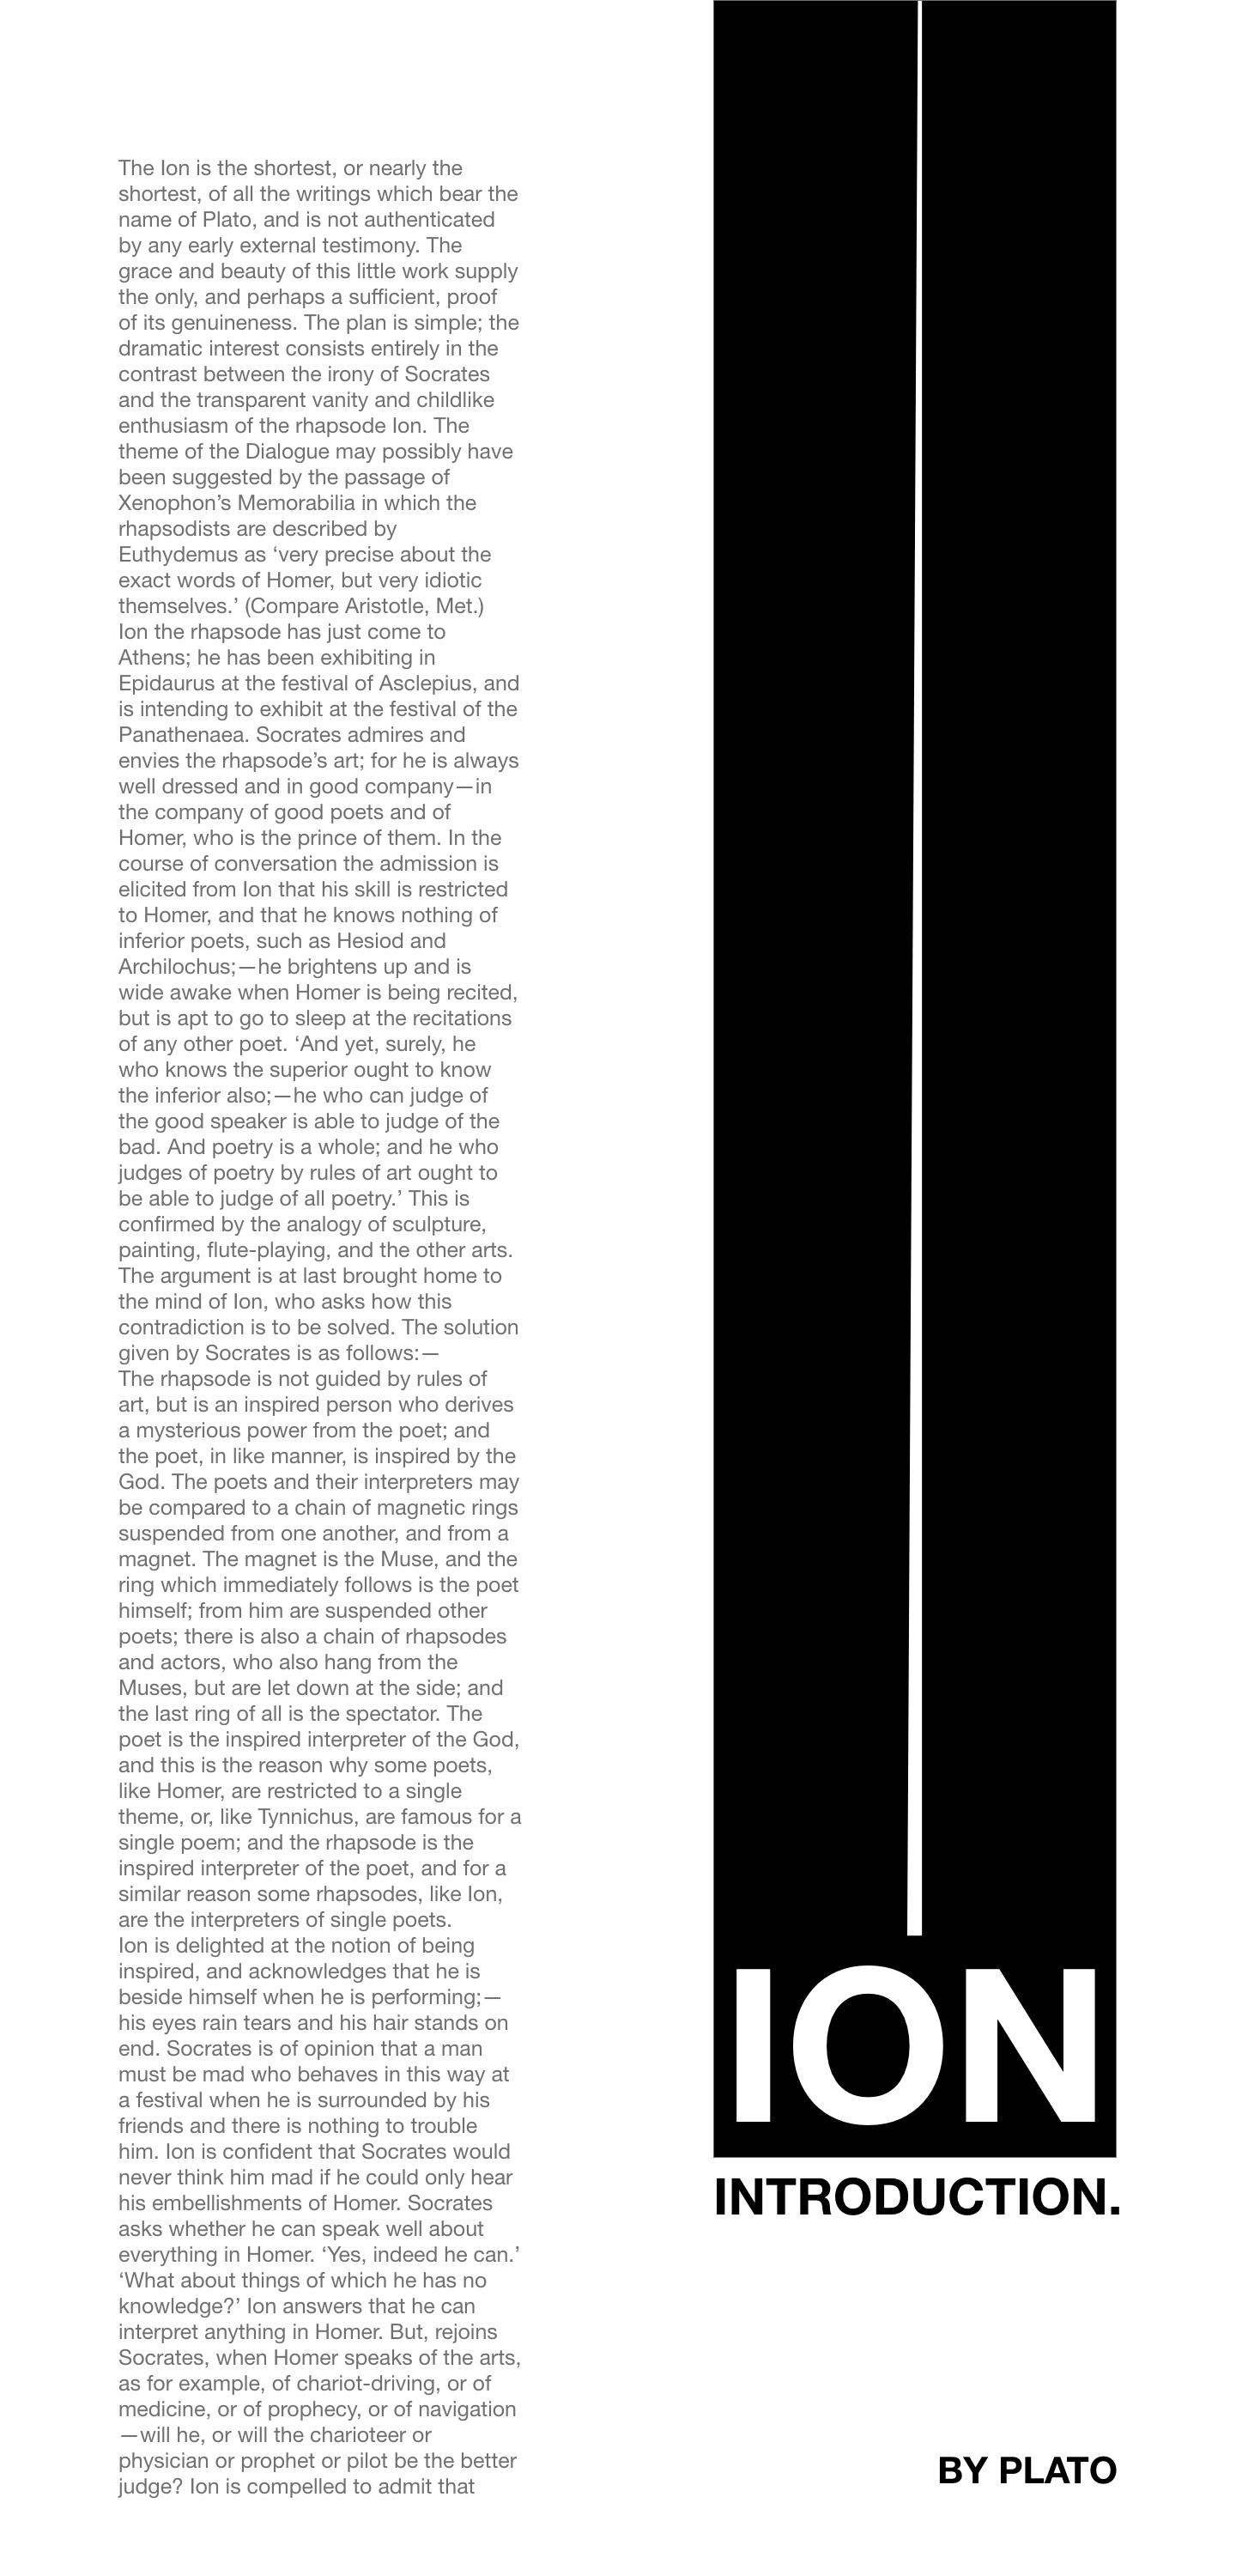 The Ion is the shortest, or nearly the
shortest, of all the writings which bear the
name of Plato, and is not authenticated
by any early external testimony. The
grace and beauty of this little work supply
the only, and perhaps a sufficient, proof
of its genuineness. The plan is simple; the
dramatic interest consists entirely in the
contrast between the irony of Socrates
and the transparent vanity and childlike
enthusiasm of the rhapsode Ion. The
theme of the Dialogue may possibly have
been suggested by the passage of
Xenophon’s Memorabilia in which the
rhapsodists are described by
Euthydemus as ‘very precise about the
exact words of Homer, but very idiotic
themselves.’ (Compare Aristotle, Met.)
Ion the rhapsode has just come to
Athens; he has been exhibiting in
Epidaurus at the festival of Asclepius, and
is intending to exhibit at the festival of the
Panathenaea. Socrates admires and
envies the rhapsode’s art; for he is always
well dressed and in good company—in
the company of good poets and of
Homer, who is the prince of them. In the
course of conversation the admission is
elicited from Ion that his skill is restricted
to Homer, and that he knows nothing of
inferior poets, such as Hesiod and
Archilochus;—he brightens up and is
wide awake when Homer is being recited,
but is apt to go to sleep at the recitations
of any other poet. ‘And yet, surely, he
who knows the superior ought to know
the inferior also;—he who can judge of
the good speaker is able to judge of the
bad. And poetry is a whole; and he who
judges of poetry by rules of art ought to
be able to judge of all poetry.’ This is
confirmed by the analogy of sculpture,
painting, flute-playing, and the other arts.
The argument is at last brought home to
the mind of Ion, who asks how this
contradiction is to be solved. The solution
given by Socrates is as follows:—
The rhapsode is not guided by rules of
art, but is an inspired person who derives
a mysterious power from the poet; and
the poet, in like manner, is inspired by the
God. The poets and their interpreters may
be compared to a chain of magnetic rings
suspended from one another, and from a
magnet. The magnet is the Muse, and the
ring which immediately follows is the poet
himself; from him are suspended other
poets; there is also a chain of rhapsodes
and actors, who also hang from the
Muses, but are let down at the side; and
the last ring of all is the spectator. The
poet is the inspired interpreter of the God,
and this is the reason why some poets,
like Homer, are restricted to a single
theme, or, like Tynnichus, are famous for a
single poem; and the rhapsode is the
inspired interpreter of the poet, and for a
similar reason some rhapsodes, like Ion,
are the interpreters of single poets.
Ion is delighted at the notion of being
inspired, and acknowledges that he is
beside himself when he is performing;—
his eyes rain tears and his hair stands on
end. Socrates is of opinion that a man
must be mad who behaves in this way at
a festival when he is surrounded by his
friends and there is nothing to trouble
him. Ion is confident that Socrates would
never think him mad if he could only hear
his embellishments of Homer. Socrates
asks whether he can speak well about
everything in Homer. ‘Yes, indeed he can.’
‘What about things of which he has no
knowledge?’ Ion answers that he can
interpret anything in Homer. But, rejoins
Socrates, when Homer speaks of the arts,
as for example, of chariot-driving, or of
medicine, or of prophecy, or of navigation
—will he, or will the charioteer or
physician or prophet or pilot be the better
judge? Ion is compelled to admit that
ION
INTRODUCTION.
BY PLATO